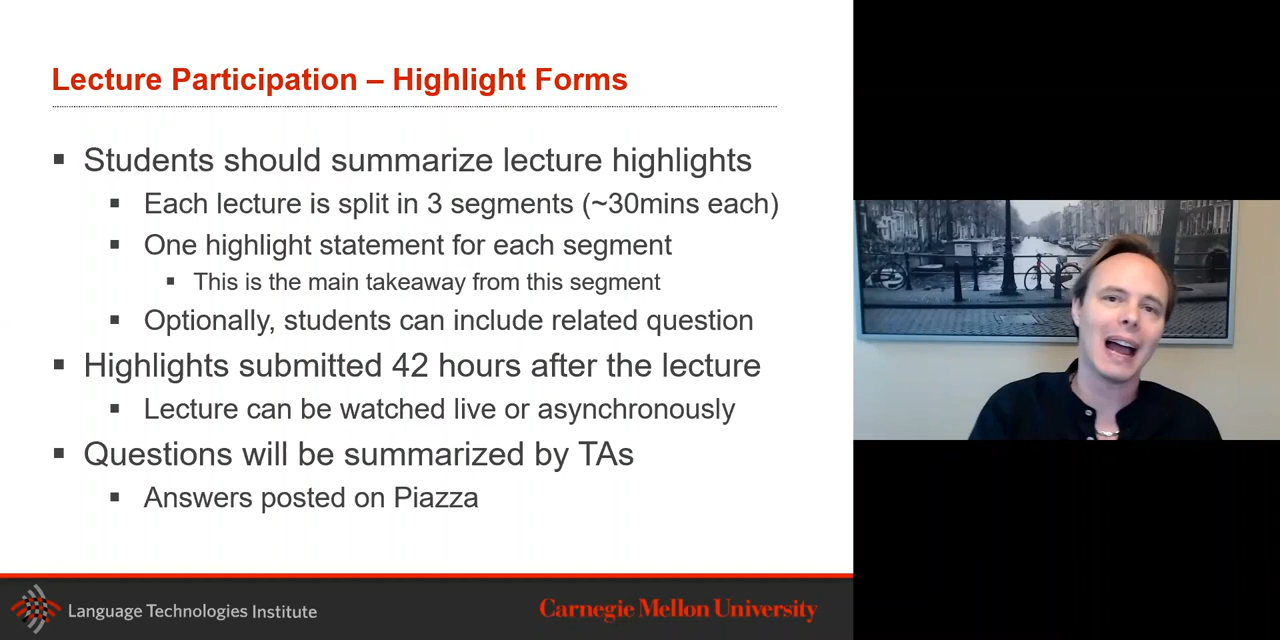 Lecture Participation – Highlight Forms
▪ Students should summarize lecture highlights
▪ Each lecture is split in 3 segments (~30mins each)
▪ One highlight statement for each segment
▪ This is the main takeaway from this segment
▪ Optionally, students can include related question
▪ Highlights submitted 42 hours after the lecture
▪ Lecture can be watched live or asynchronously
▪ Questions will be summarized by TAs
▪ Answers posted on Piazza
Language Technologies Institute
Carnegie Mellon University